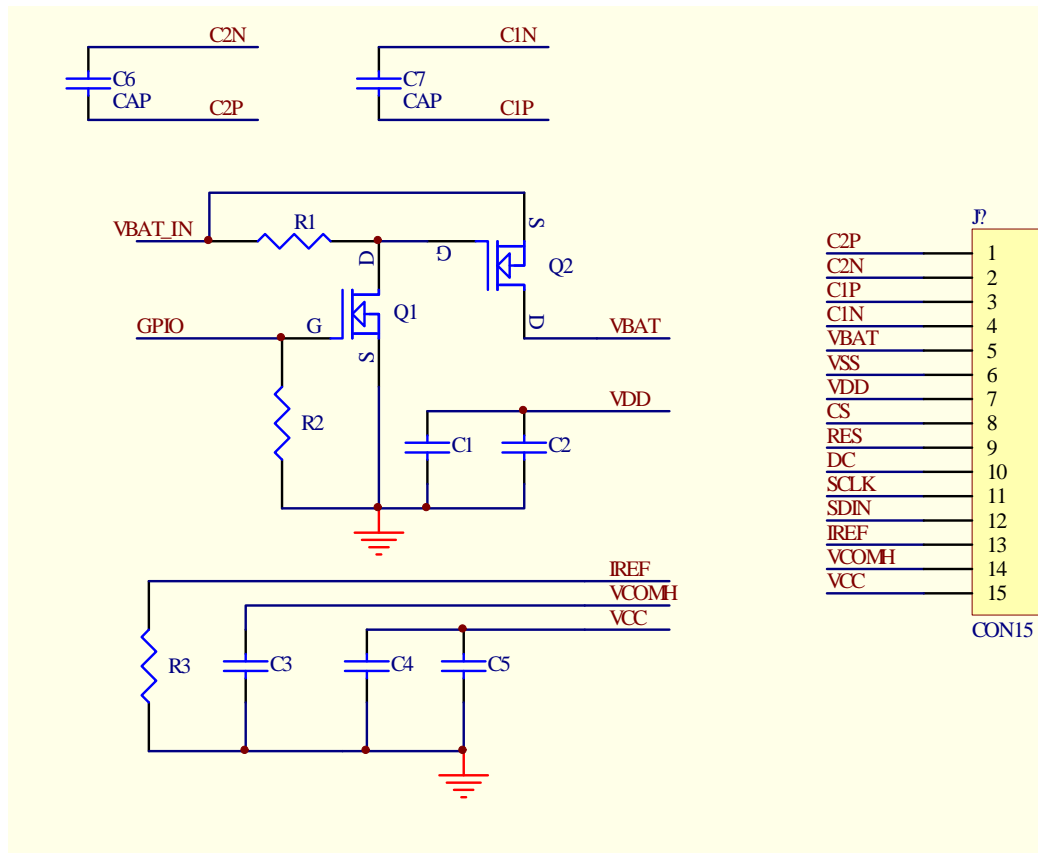 C2N
C6
CAP
C2P
C1N
C7
CAP
C1P
VBAT_IN
R1
D
G
S
Q2
D
VBAT
GPIO
G
Q1
S
R2
VDD
C1
C2
IREF
VCOMH
VCC
R3
C3
C4
C5
J?
C2P 1
C2N 2
C1P 3
C1N 4
VBAT 5
VSS 6
VDD 7
CS 8
RES 9
DC 10
SCLK 11
SDIN 12
IREF 13
VCOMH 14
VCC 15
CON15